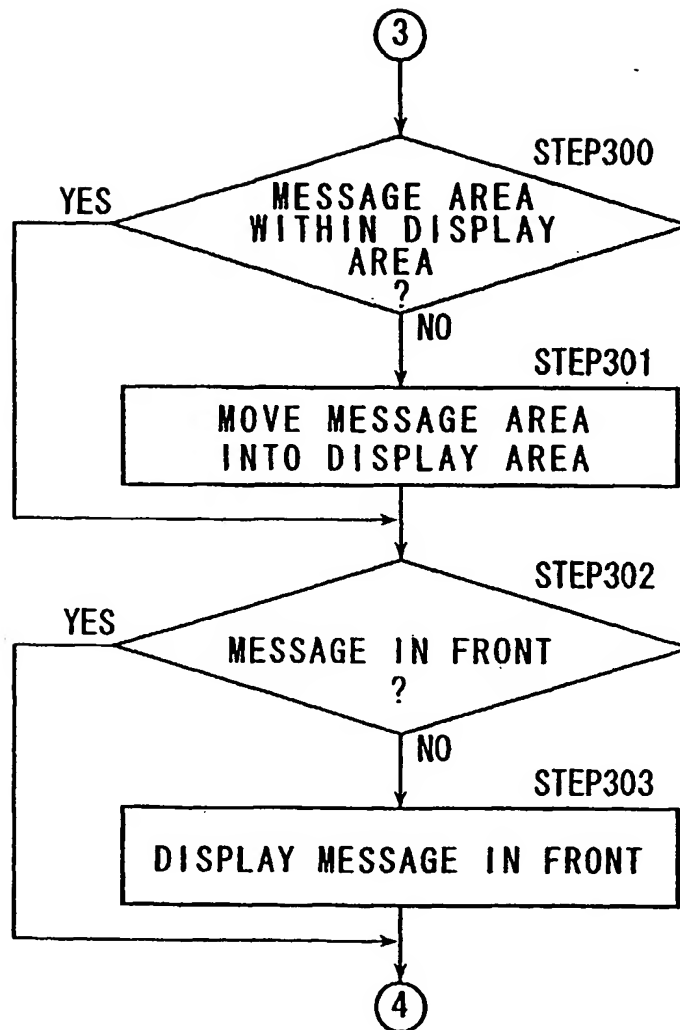 3
STEP300
YES
MESSAGE AREA
WITHIN DISPLAY
AREA
?
NO
STEP301
MOVE MESSAGE AREA
INTO DISPLAY AREA
STEP302
YES
MESSAGE IN FRONT
?
NO
STEP303
DISPLAY MESSAGE IN FRONT
4